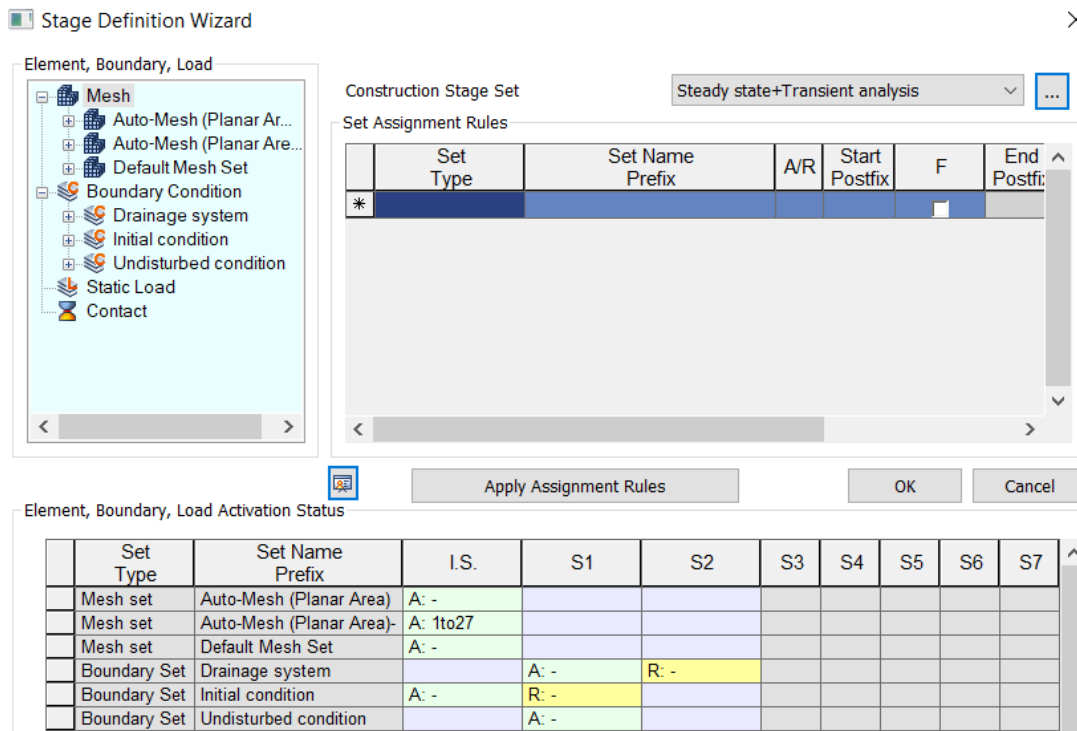 Stage Definition Wizard
Element, Boundary, Load
Mesh
Auto-Mesh (Planar Ar...
Auto-Mesh (Planar Are...
Default Mesh Set
Boundary Condition
Drainage system
Initial condition
Undisturbed condition
Static Load
Contact
Construction Stage Set Steady state+Transient analysis ...
Set Assignment Rules
Set Type Set Name Prefix A/R Start Postfix F End Postfix
*
Apply Assignment Rules OK Cancel
Element, Boundary, Load Activation Status
Set Type Set Name Prefix I.S. S1 S2 S3 S4 S5 S6 S7
Mesh set Auto-Mesh (Planar Area) A: -
Mesh set Auto-Mesh (Planar Area)- A: 1to27
Mesh set Default Mesh Set A: -
Boundary Set Drainage system A: - R: -
Boundary Set Initial condition A: - R: -
Boundary Set Undisturbed condition A: -